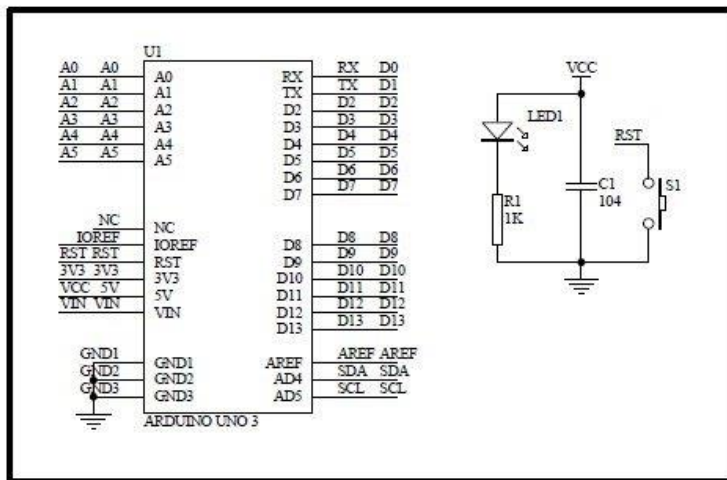 U1
A0 A0 A0 RX RX D0
A1 A1 A1 TX TX D1
A2 A2 A2 D2 D2 D2
A3 A3 A3 D3 D3 D3
A4 A4 A4 D4 D4 D4
A5 A5 A5 D5 D5 D5
D6 D6 D6
D7 D7 D7
NC NC
IOREF IOREF D8 D8 D8
RST RST RST D9 D9 D9
3V3 3V3 3V3 D10 D10 D10
VCC 5V 5V D11 D11 D11
VIN VIN VIN D12 D12 D12
D13 D13 D13
GND1 GND1 AREF AREF AREF
GND2 GND2 AD4 SDA SDA
GND3 GND3 AD5 SCL SCL
ARDUINO UNO 3
VCC
LED1
RST
R1
1K
C1
104
S1